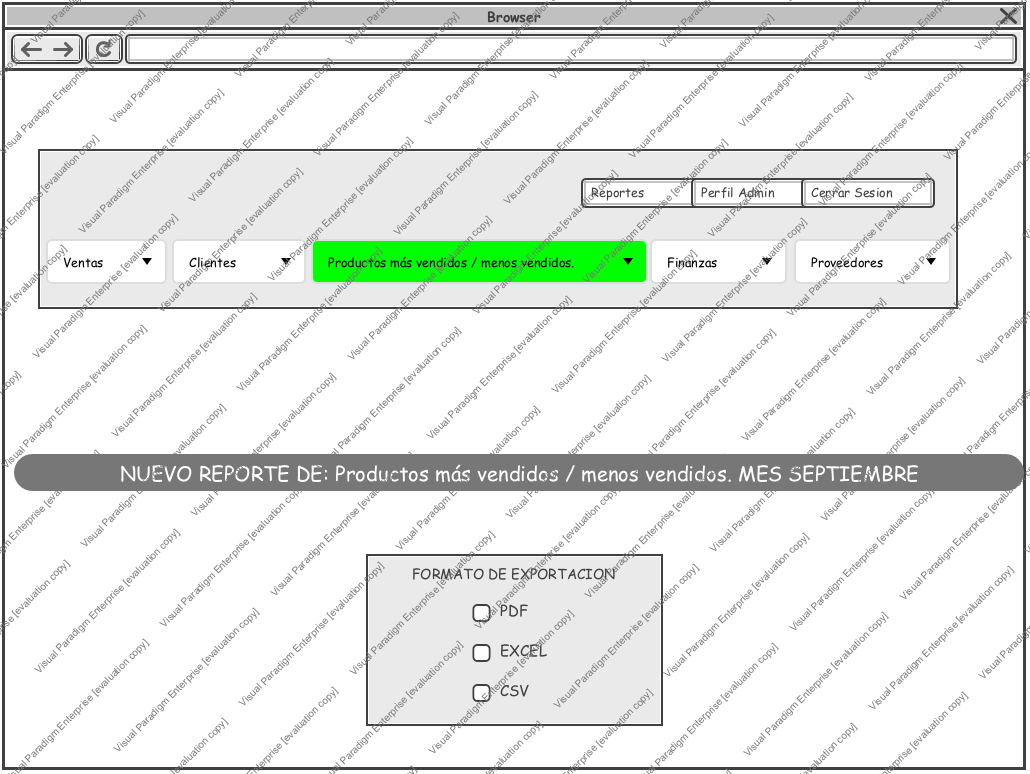 Browser
Reportes
Perfil Admin
Cerrar Sesion
Ventas
Clientes
Productos más vendidos / menos vendidos.
Finanzas
Proveedores
NUEVO REPORTE DE: Productos más vendidos / menos vendidos. MES SEPTIEMBRE
FORMATO DE EXPORTACION
PDF
EXCEL
CSV
Visual Paradigm Enterprise [evaluation copy]